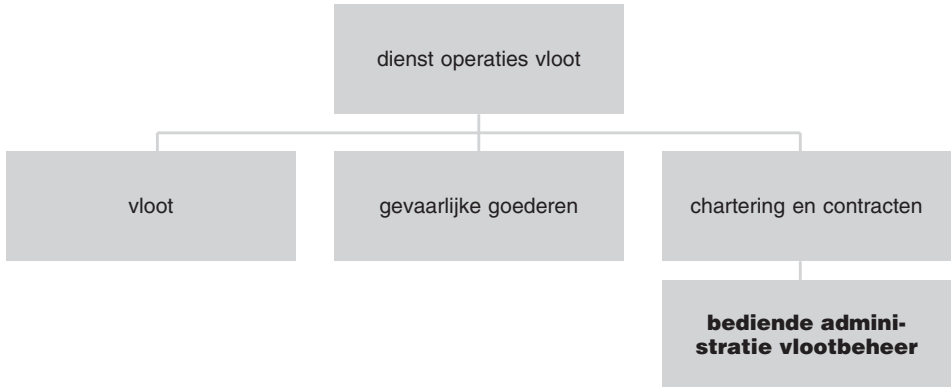 dienst operaties vloot
vloot
gevaarlijke goederen
chartering en contracten
bediende admini-
stratie vlootbeheer